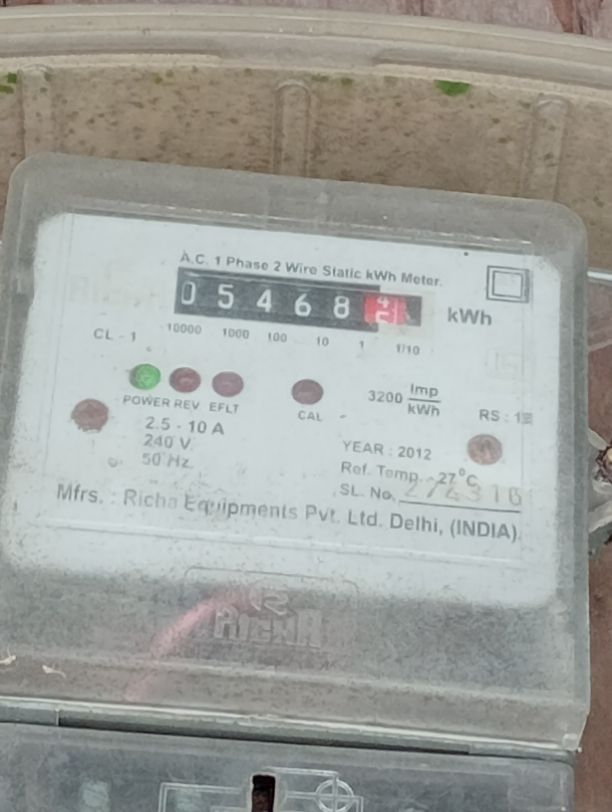 A.C. 1 Phase 2 Wire Static kWh Meter.
0 5 4 6 8 kWh
CL - 1 10000 1000 100 10 1 1/10
POWER REV EFLT CAL
3200 Imp/kWh
RS : 1
2.5 - 10 A
240 V
50 Hz.
YEAR : 2012
Ref. Temp. - 27°C
SL. No.
Mfrs. : Richa Equipments Pvt. Ltd. Delhi, (INDIA)